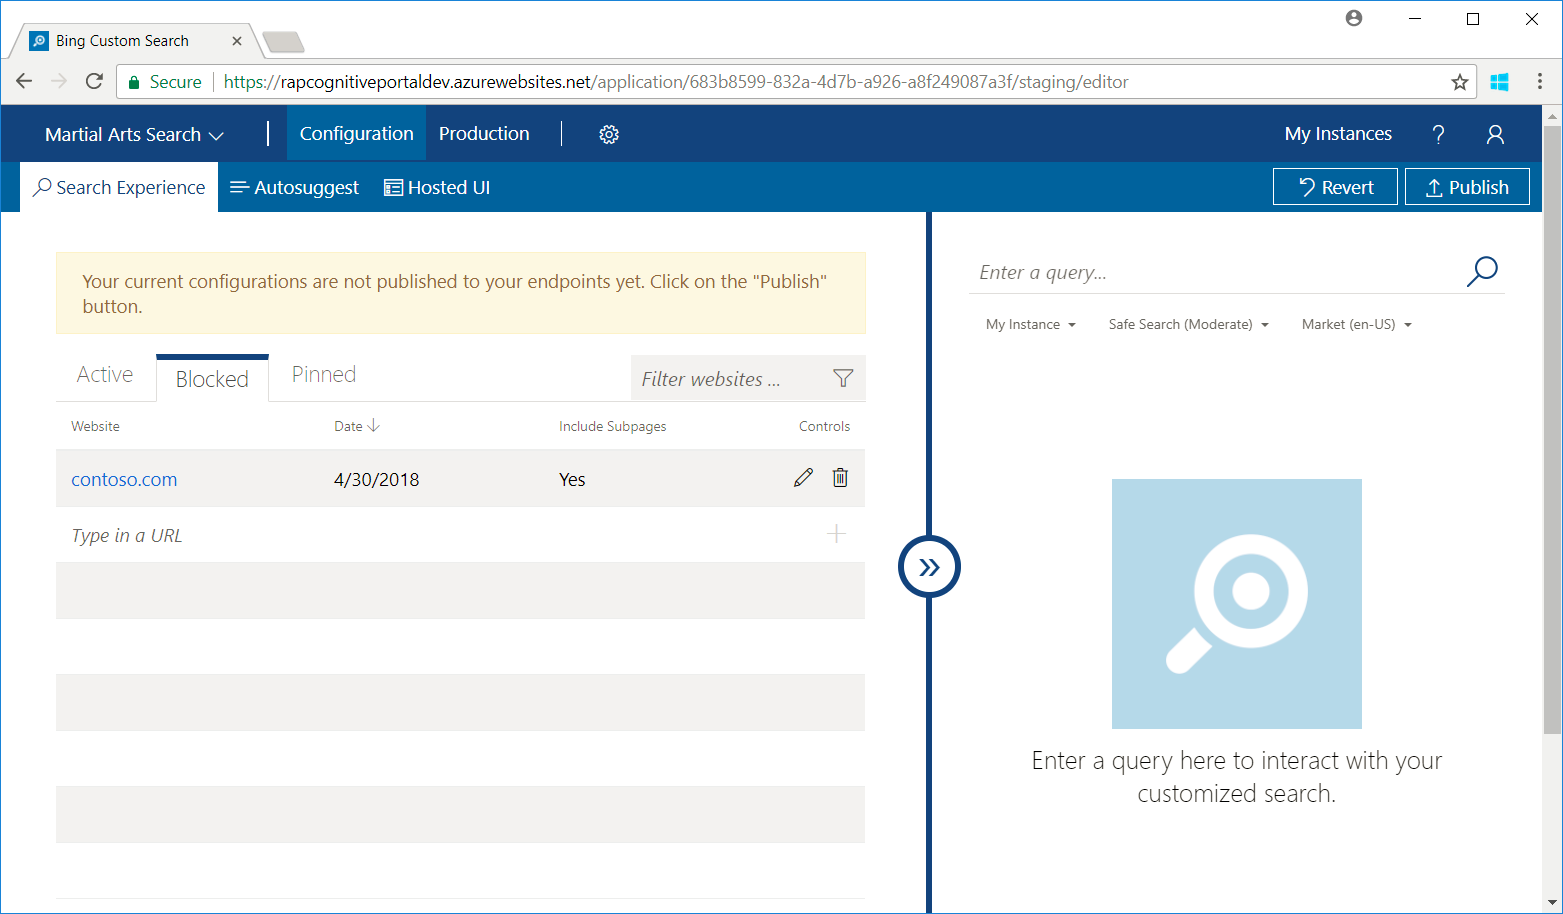 Bing Custom Search
Secure https://rapcognitiveportaldev.azurewebsites.net/application/683b8599-832a-4d7b-a926-a8f249087a3f/staging/editor
Martial Arts Search Configuration Production My Instances ?
Search Experience Autosuggest Hosted UI Revert Publish
Your current configurations are not published to your endpoints yet. Click on the "Publish"
button.
Active Blocked Pinned Filter websites ...
Website Date Include Subpages Controls
contoso.com 4/30/2018 Yes
Type in a URL
Enter a query...
My Instance Safe Search (Moderate) Market (en-US)
Enter a query here to interact with your
customized search.